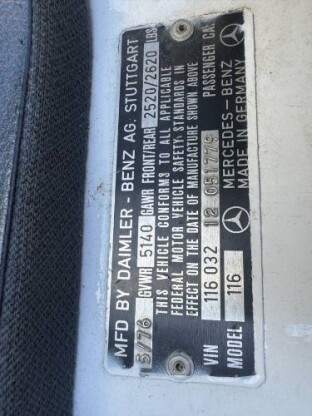 MFD BY DAIMLER-BENZ AG, STUTTGART
5/76 GVWR 5140 GAWR FRONT/REAR 2520/2620 LBS
THIS VEHICLE CONFORMS TO ALL APPLICABLE
FEDERAL MOTOR VEHICLE SAFETY STANDARDS IN
EFFECT ON THE DATE OF MANUFACTURE SHOWN ABOVE
VIN 116 032 12 051779 PASSENGER CAR
MODEL 116 MERCEDES-BENZ
MADE IN GERMANY